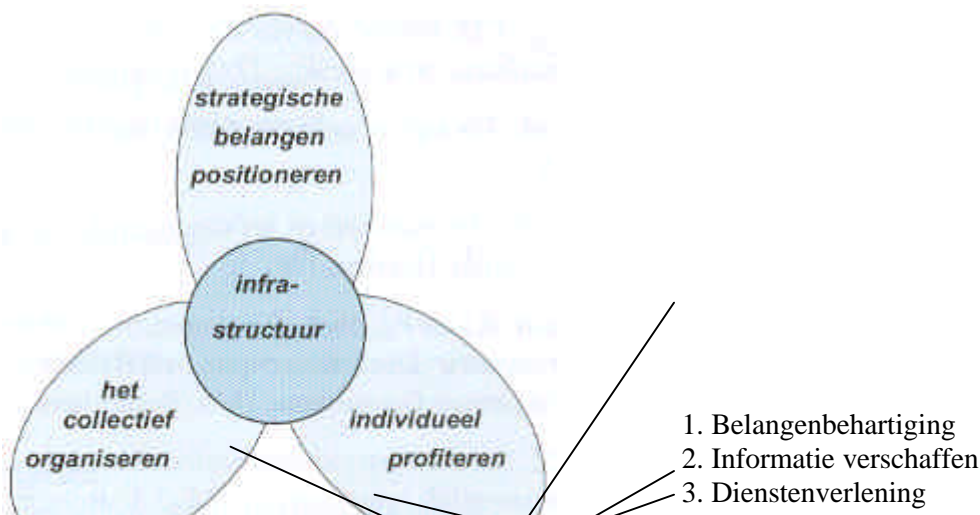 strategische
belangen
positioneren
infra-
structuur
het
collectief
organiseren
individueel
profiteren
1. Belangenbehartiging
2. Informatie verschaffen
3. Dienstenverlening